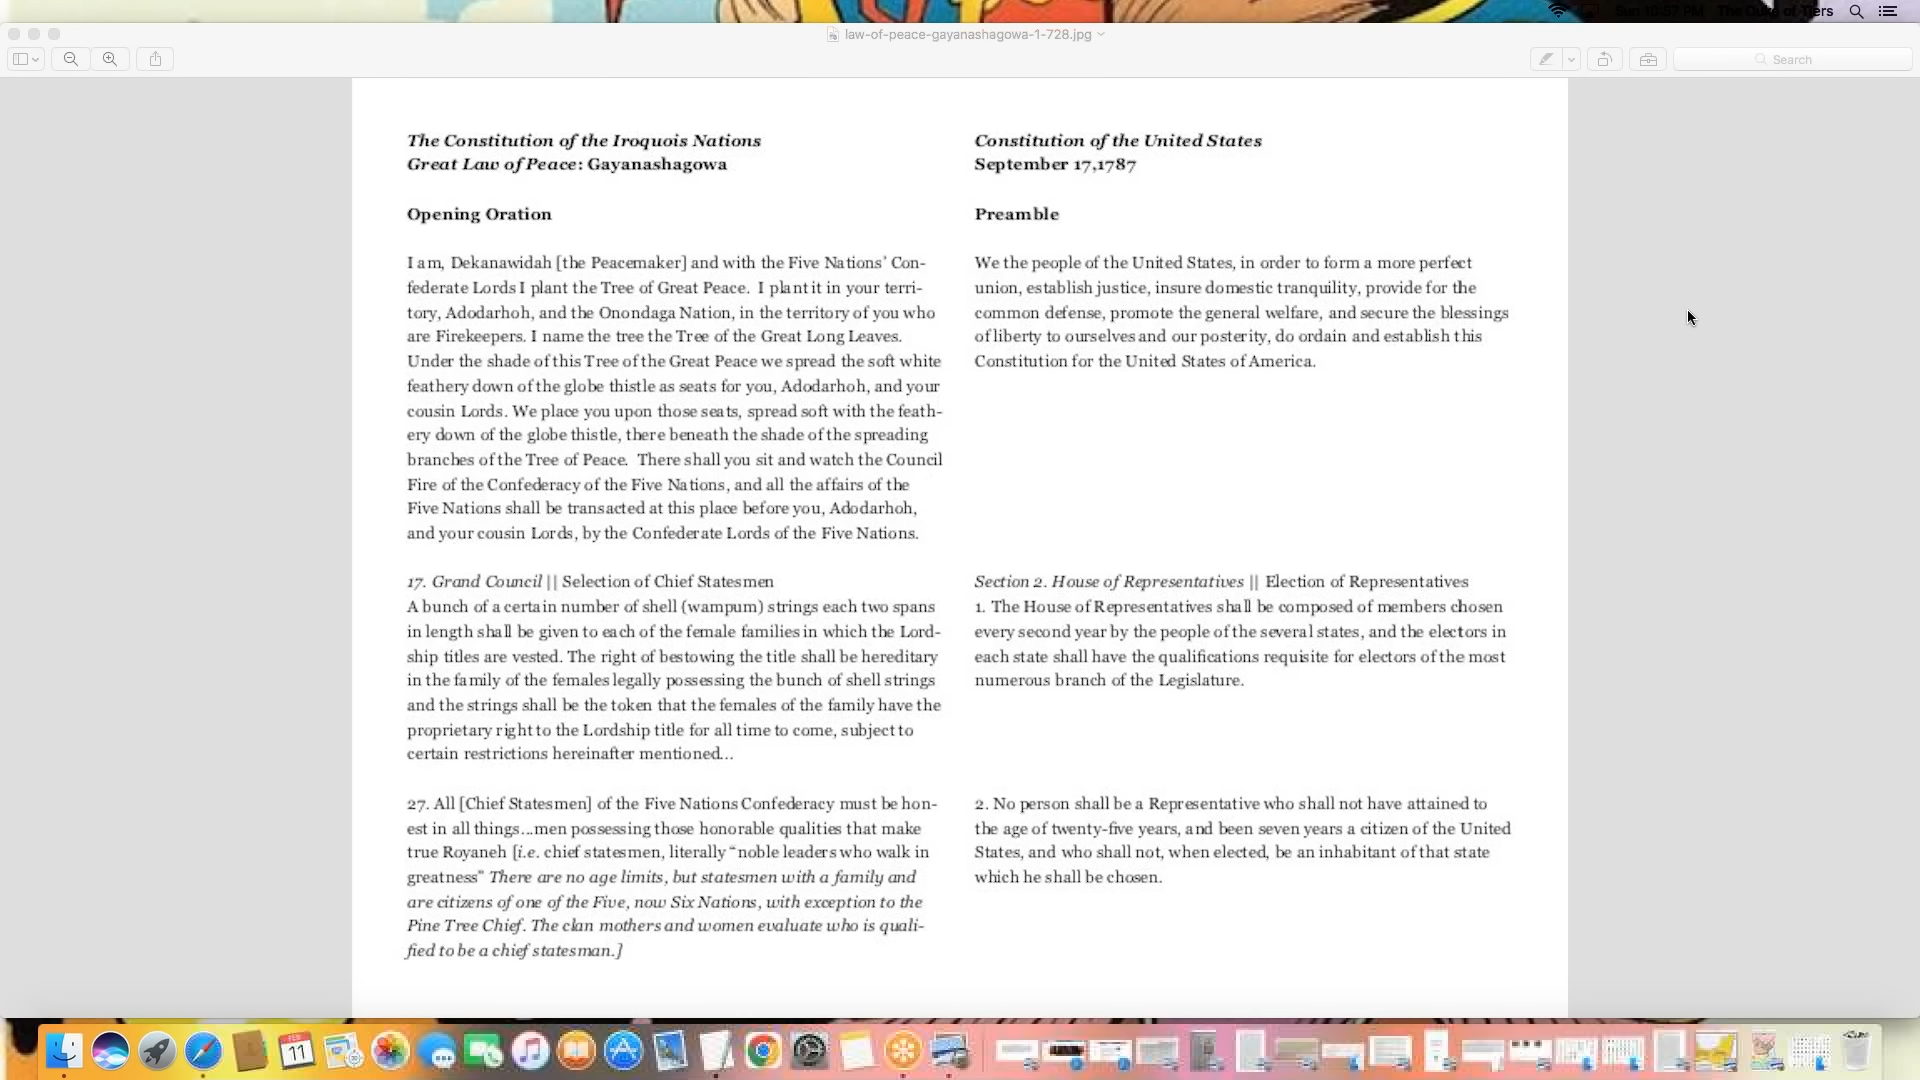 Sun 10:57 PM The Duke of Tiers
law-of-peace-gayanashagowa-1-728.jpg
Search
The Constitution of the Iroquois Nations
Great Law of Peace: Gayanashagowa
Opening Oration
I am, Dekanawidah [the Peacemaker] and with the Five Nations' Con-
federate Lords I plant the Tree of Great Peace. I plant it in your terri-
tory, Adodarhoh, and the Onondaga Nation, in the territory of you who
are Firekeepers. I name the tree the Tree of the Great Long Leaves.
Under the shade of this Tree of the Great Peace we spread the soft white
feathery down of the globe thistle as seats for you, Adodarhoh, and your
cousin Lords. We place you upon those seats, spread soft with the feath-
ery down of the globe thistle, there beneath the shade of the spreading
branches of the Tree of Peace. There shall you sit and watch the Council
Fire of the Confederacy of the Five Nations, and all the affairs of the
Five Nations shall be transacted at this place before you, Adodarhoh,
and your cousin Lords, by the Confederate Lords of the Five Nations.
17. Grand Council || Selection of Chief Statesmen
A bunch of a certain number of shell (wampum) strings each two spans
in length shall be given to each of the female families in which the Lord-
ship titles are vested. The right of bestowing the title shall be hereditary
in the family of the females legally possessing the bunch of shell strings
and the strings shall be the token that the females of the family have the
proprietary right to the Lordship title for all time to come, subject to
certain restrictions hereinafter mentioned...
27. All [Chief Statesmen] of the Five Nations Confederacy must be hon-
est in all things...men possessing those honorable qualities that make
true Royaneh [i.e. chief statesmen, literally "noble leaders who walk in
greatness" There are no age limits, but statesmen with a family and
are citizens of one of the Five, now Six Nations, with exception to the
Pine Tree Chief. The clan mothers and women evaluate who is quali-
fied to be a chief statesman.]
Constitution of the United States
September 17,1787
Preamble
We the people of the United States, in order to form a more perfect
union, establish justice, insure domestic tranquility, provide for the
common defense, promote the general welfare, and secure the blessings
of liberty to ourselves and our posterity, do ordain and establish this
Constitution for the United States of America.
Section 2. House of Representatives || Election of Representatives
1. The House of Representatives shall be composed of members chosen
every second year by the people of the several states, and the electors in
each state shall have the qualifications requisite for electors of the most
numerous branch of the Legislature.
2. No person shall be a Representative who shall not have attained to
the age of twenty-five years, and been seven years a citizen of the United
States, and who shall not, when elected, be an inhabitant of that state
which he shall be chosen.
FEB
11